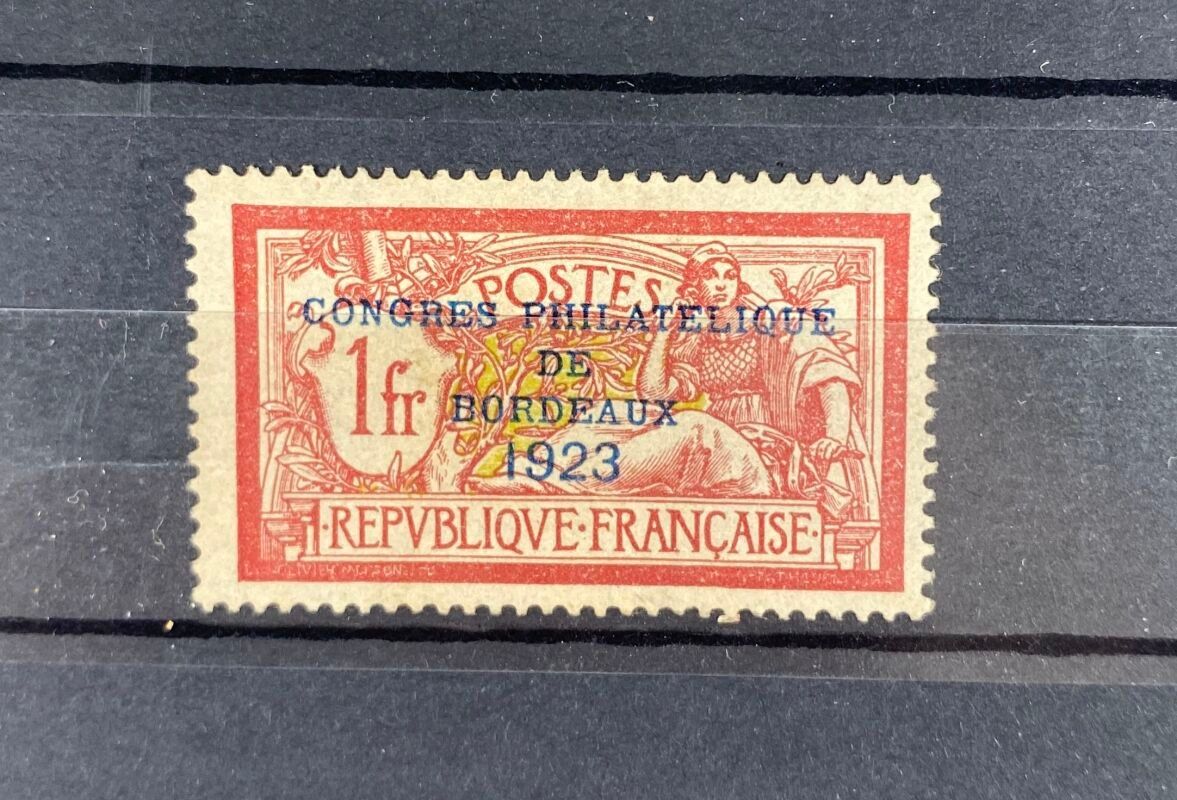 POSTES
CONGRES PHILATELIQUE
DE
BORDEAUX
1923
1fr
·REPVBLIQVE·FRANÇAISE·